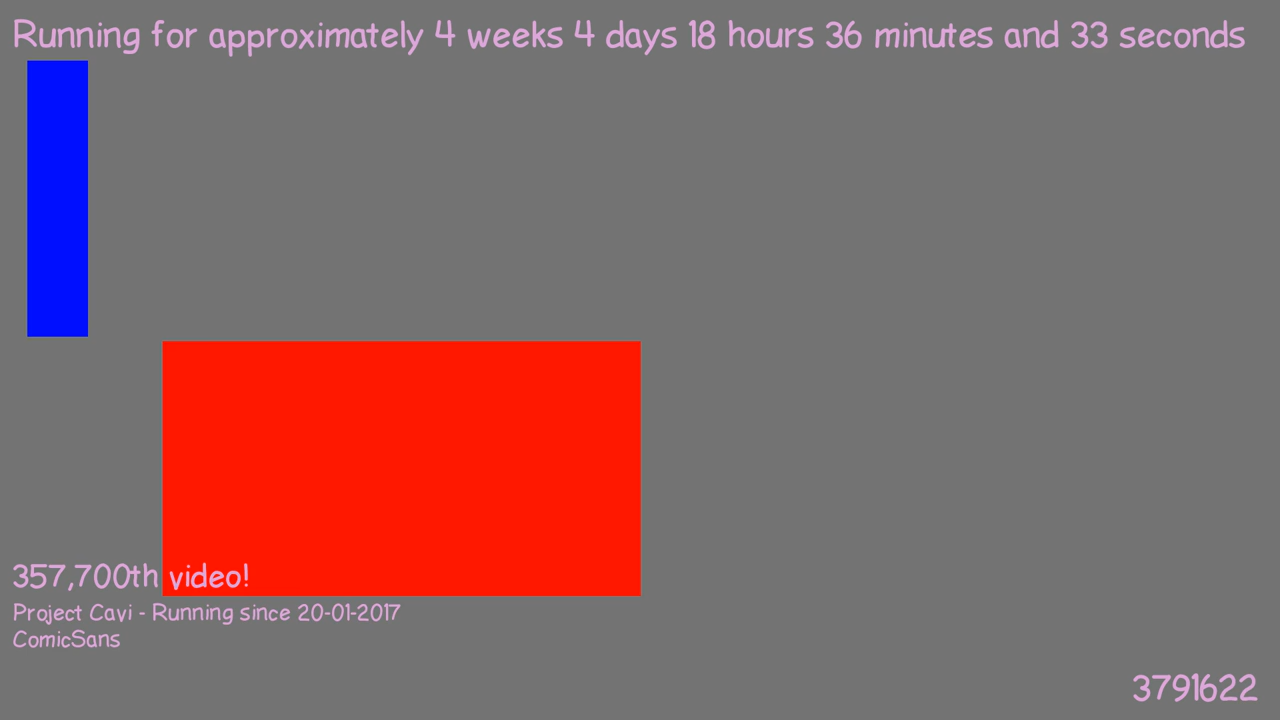 Running for approximately 4 weeks 4 days 18 hours 36 minutes and 33 seconds
357,700th video!
Project Cavi - Running since 20-01-2017
ComicSans
3791622